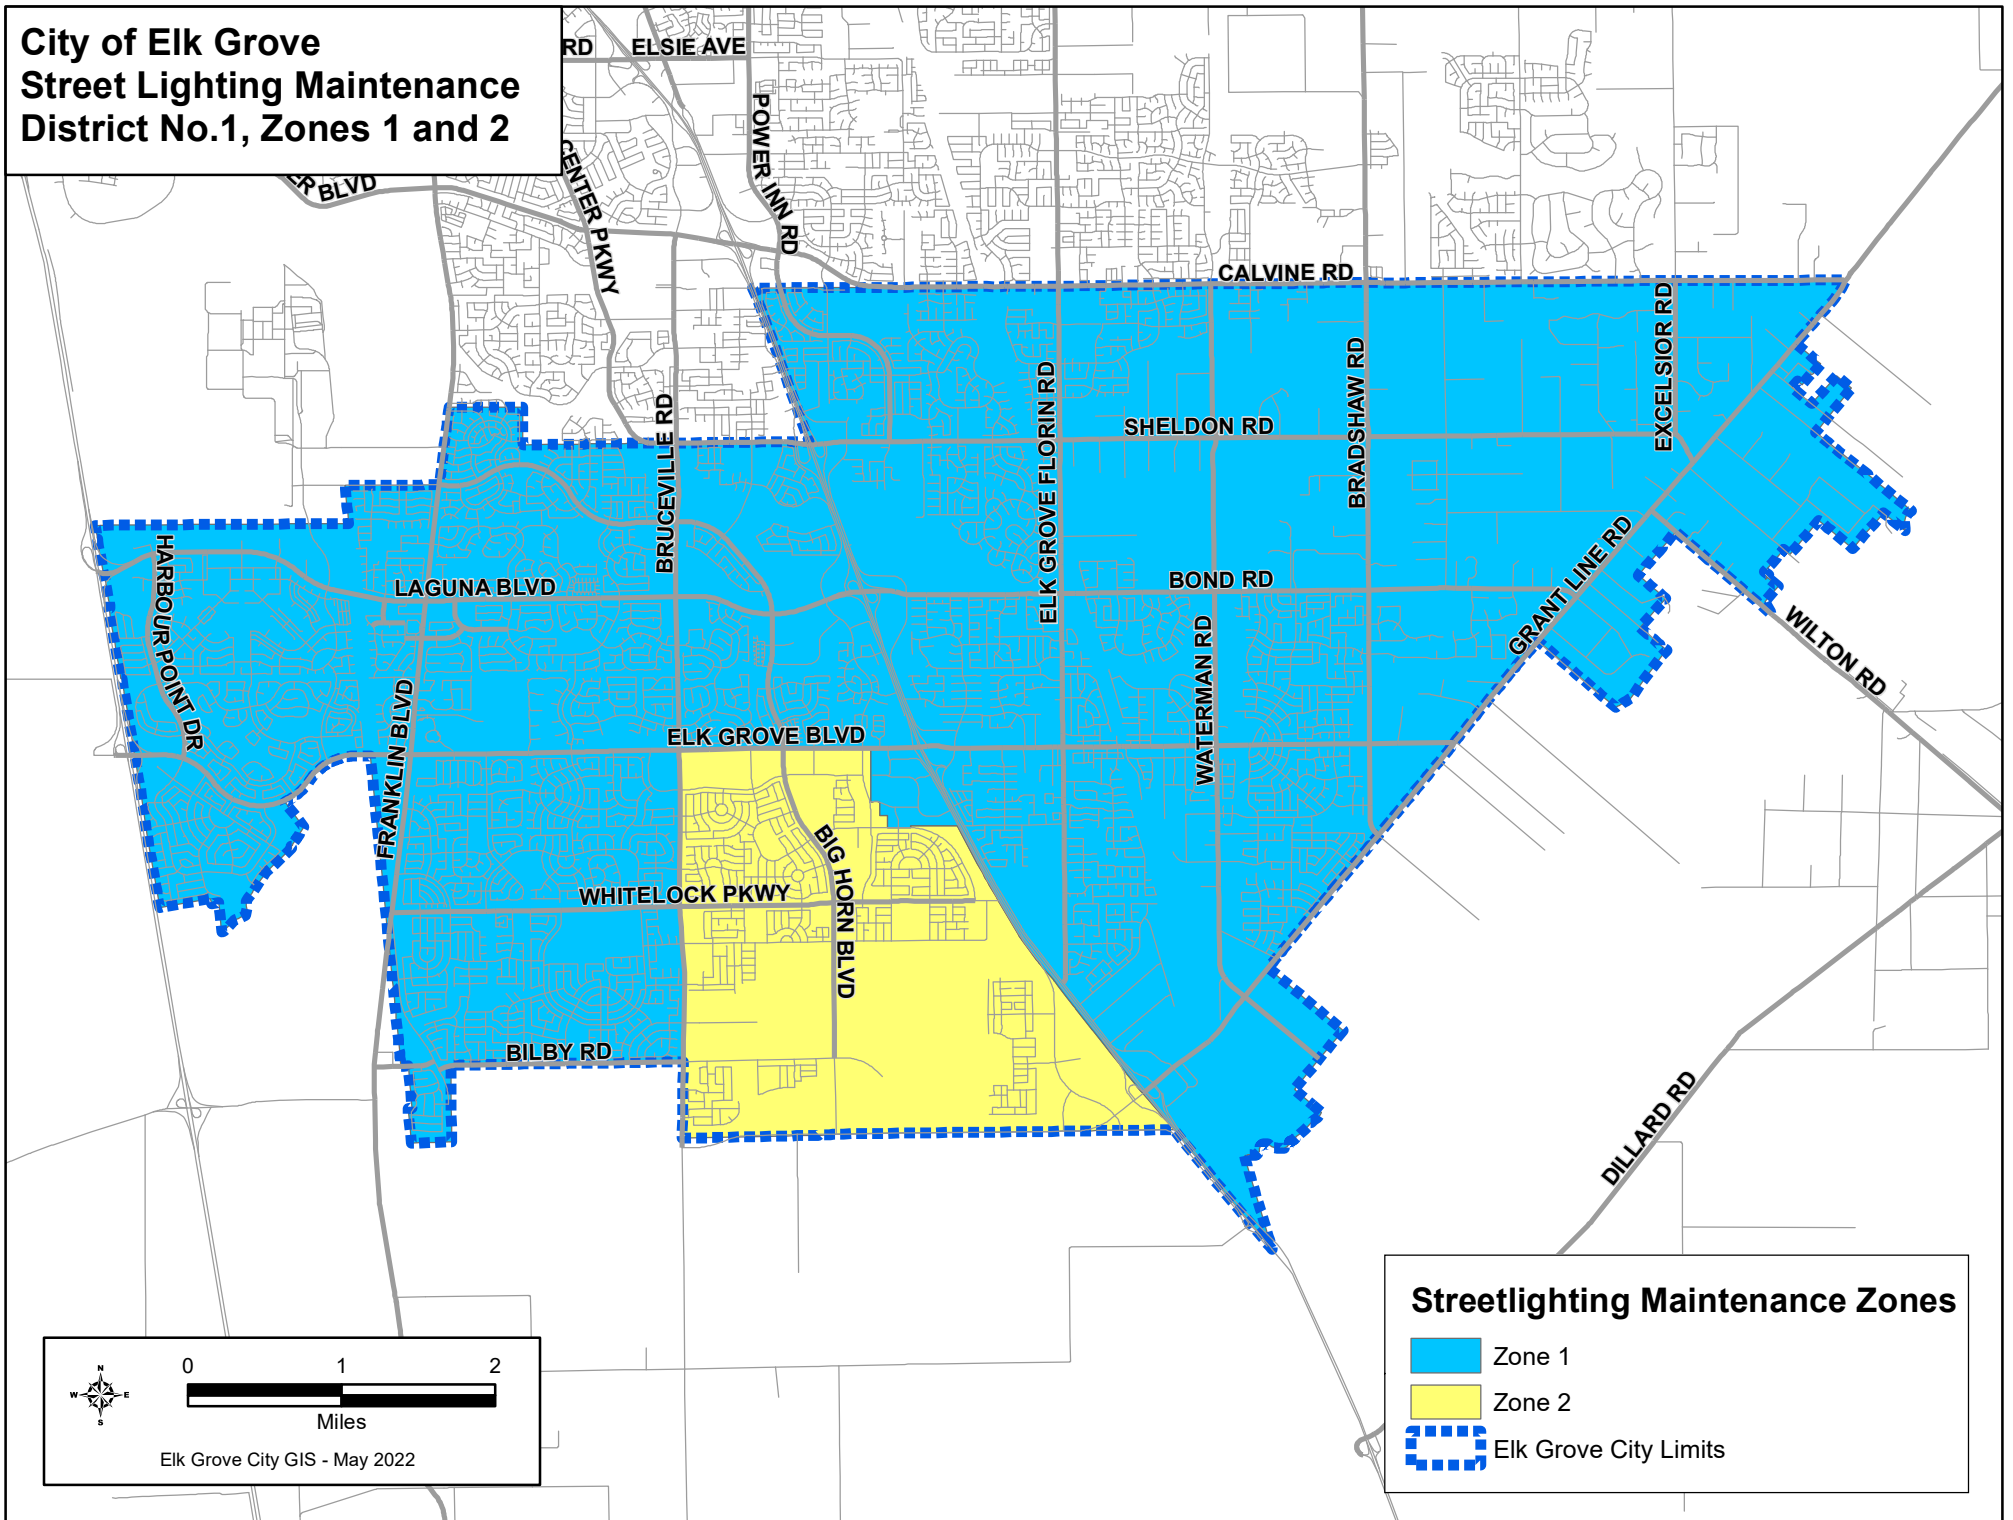 City of Elk Grove
Street Lighting Maintenance
District No.1, Zones 1 and 2
RD
ELSIE AVE
POWER INN RD
CENTER PKWY
ER BLVD
CALVINE RD
EXCELSIOR RD
BRADSHAW RD
ELK GROVE FLORIN RD
BRUCEVILLE RD
SHELDON RD
HARBOUR POINT DR
LAGUNA BLVD
BOND RD
GRANT LINE RD
WILTON RD
WATERMAN RD
FRANKLIN BLVD
ELK GROVE BLVD
BIG HORN BLVD
WHITELOCK PKWY
BILBY RD
DILLARD RD
Streetlighting Maintenance Zones
Zone 1
Zone 2
Elk Grove City Limits
N
W E
S
0 1 2
Miles
Elk Grove City GIS - May 2022